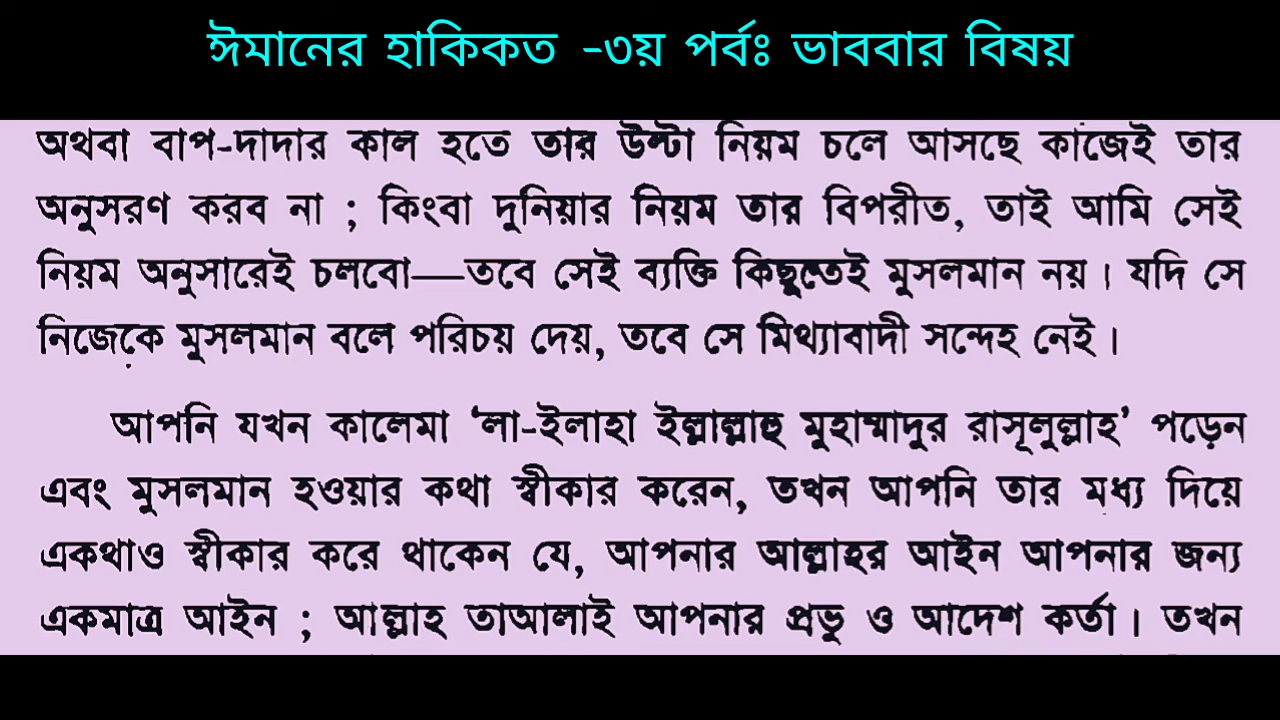 ঈমানের হাকিকত -৩য় পর্বঃ ভাববার বিষয়
অথবা বাপ-দাদার কাল হতে তার উল্টা নিয়ম চলে আসছে কাজেই তার
অনুসরণ করব না ; কিংবা দুনিয়ার নিয়ম তার বিপরীত, তাই আমি সেই
নিয়ম অনুসারেই চলবো—তবে সেই ব্যক্তি কিছুতেই মুসলমান নয়। যদি সে
নিজেকে মুসলমান বলে পরিচয় দেয়, তবে সে মিথ্যাবাদী সন্দেহ নেই।
আপনি যখন কালেমা ‘লা-ইলাহা ইল্লাল্লাহু মুহাম্মাদুর রাসূলুল্লাহ’ পড়েন
এবং মুসলমান হওয়ার কথা স্বীকার করেন, তখন আপনি তার মধ্য দিয়ে
একথাও স্বীকার করে থাকেন যে, আপনার আল্লাহর আইন আপনার জন্য
একমাত্র আইন ; আল্লাহ তাআলাই আপনার প্রভু ও আদেশ কর্তা। তখন